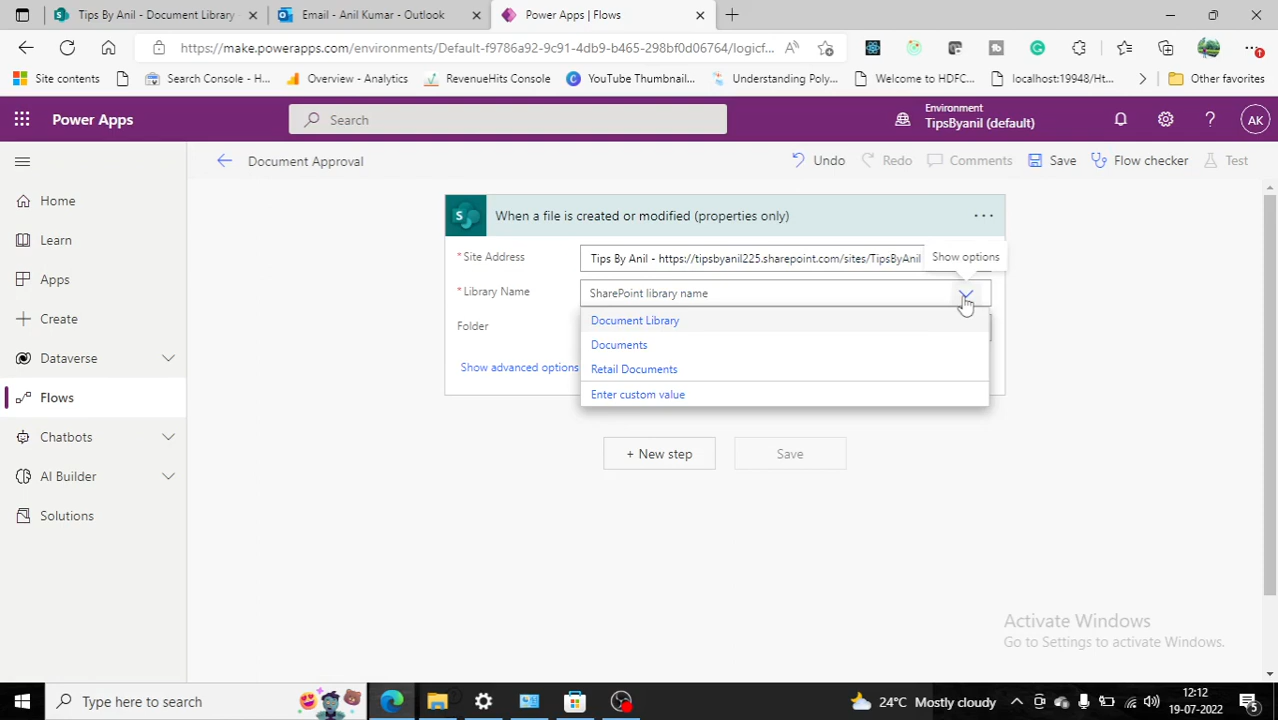 Tips By Anil - Document Library
Email - Anil Kumar - Outlook
Power Apps | Flows
https://make.powerapps.com/environments/Default-f9786a92-9c91-4db9-b465-298bf0d06764/logicf...
Site contents
Search Console - H...
Overview - Analytics
RevenueHits Console
YouTube Thumbnail...
Understanding Poly...
Welcome to HDFC...
localhost:19948/Ht...
Other favorites
Power Apps
Search
Environment
TipsByanil (default)
AK
Document Approval
Undo
Redo
Comments
Save
Flow checker
Test
Home
Learn
Apps
Create
Dataverse
Flows
Chatbots
AI Builder
Solutions
When a file is created or modified (properties only)
* Site Address
Tips By Anil - https://tipsbyanil225.sharepoint.com/sites/TipsByAnil
Show options
* Library Name
SharePoint library name
Document Library
Folder
Documents
Show advanced options
Retail Documents
Enter custom value
+ New step
Save
Activate Windows
Go to Settings to activate Windows.
Type here to search
24°C Mostly cloudy
12:12
19-07-2022
5